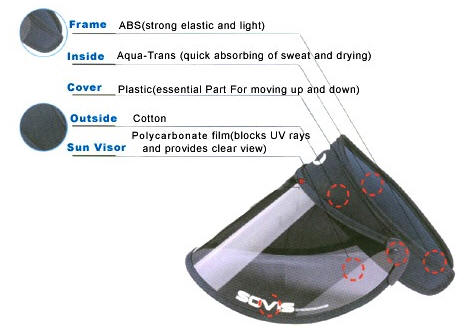 Frame ABS(strong elastic and light)
Inside Aqua-Trans (quick absorbing of sweat and drying)
Cover Plastic(essential Part For moving up and down)
Outside Cotton
Polycarbonate film(blocks UV rays
Sun Visor and provides clear view)
SOVIS